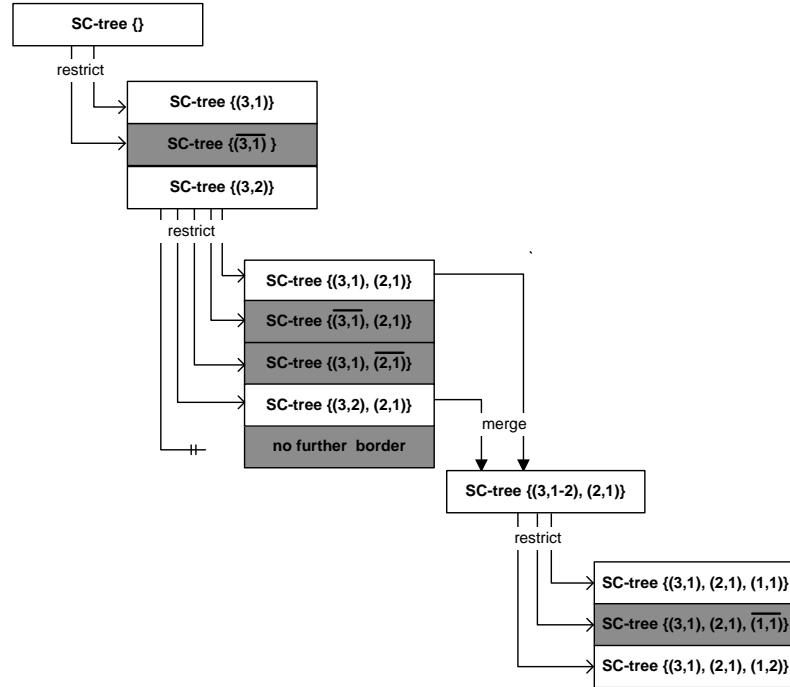 SC-tree {}
restrict
SC-tree {(3,1)}
SC-tree {(̅3̅,̅1̅)̅ }
SC-tree {(3,2)}
restrict
SC-tree {(3,1), (2,1)}
SC-tree {(̅3̅,̅1̅)̅, (2,1)}
SC-tree {(3,1), (̅2̅,̅1̅)̅}
SC-tree {(3,2), (2,1)}
no further border
merge
SC-tree {(3,1-2), (2,1)}
restrict
SC-tree {(3,1), (2,1), (1,1)}
SC-tree {(3,1), (2,1), (̅1̅,̅1̅)̅}
SC-tree {(3,1), (2,1), (1,2)}